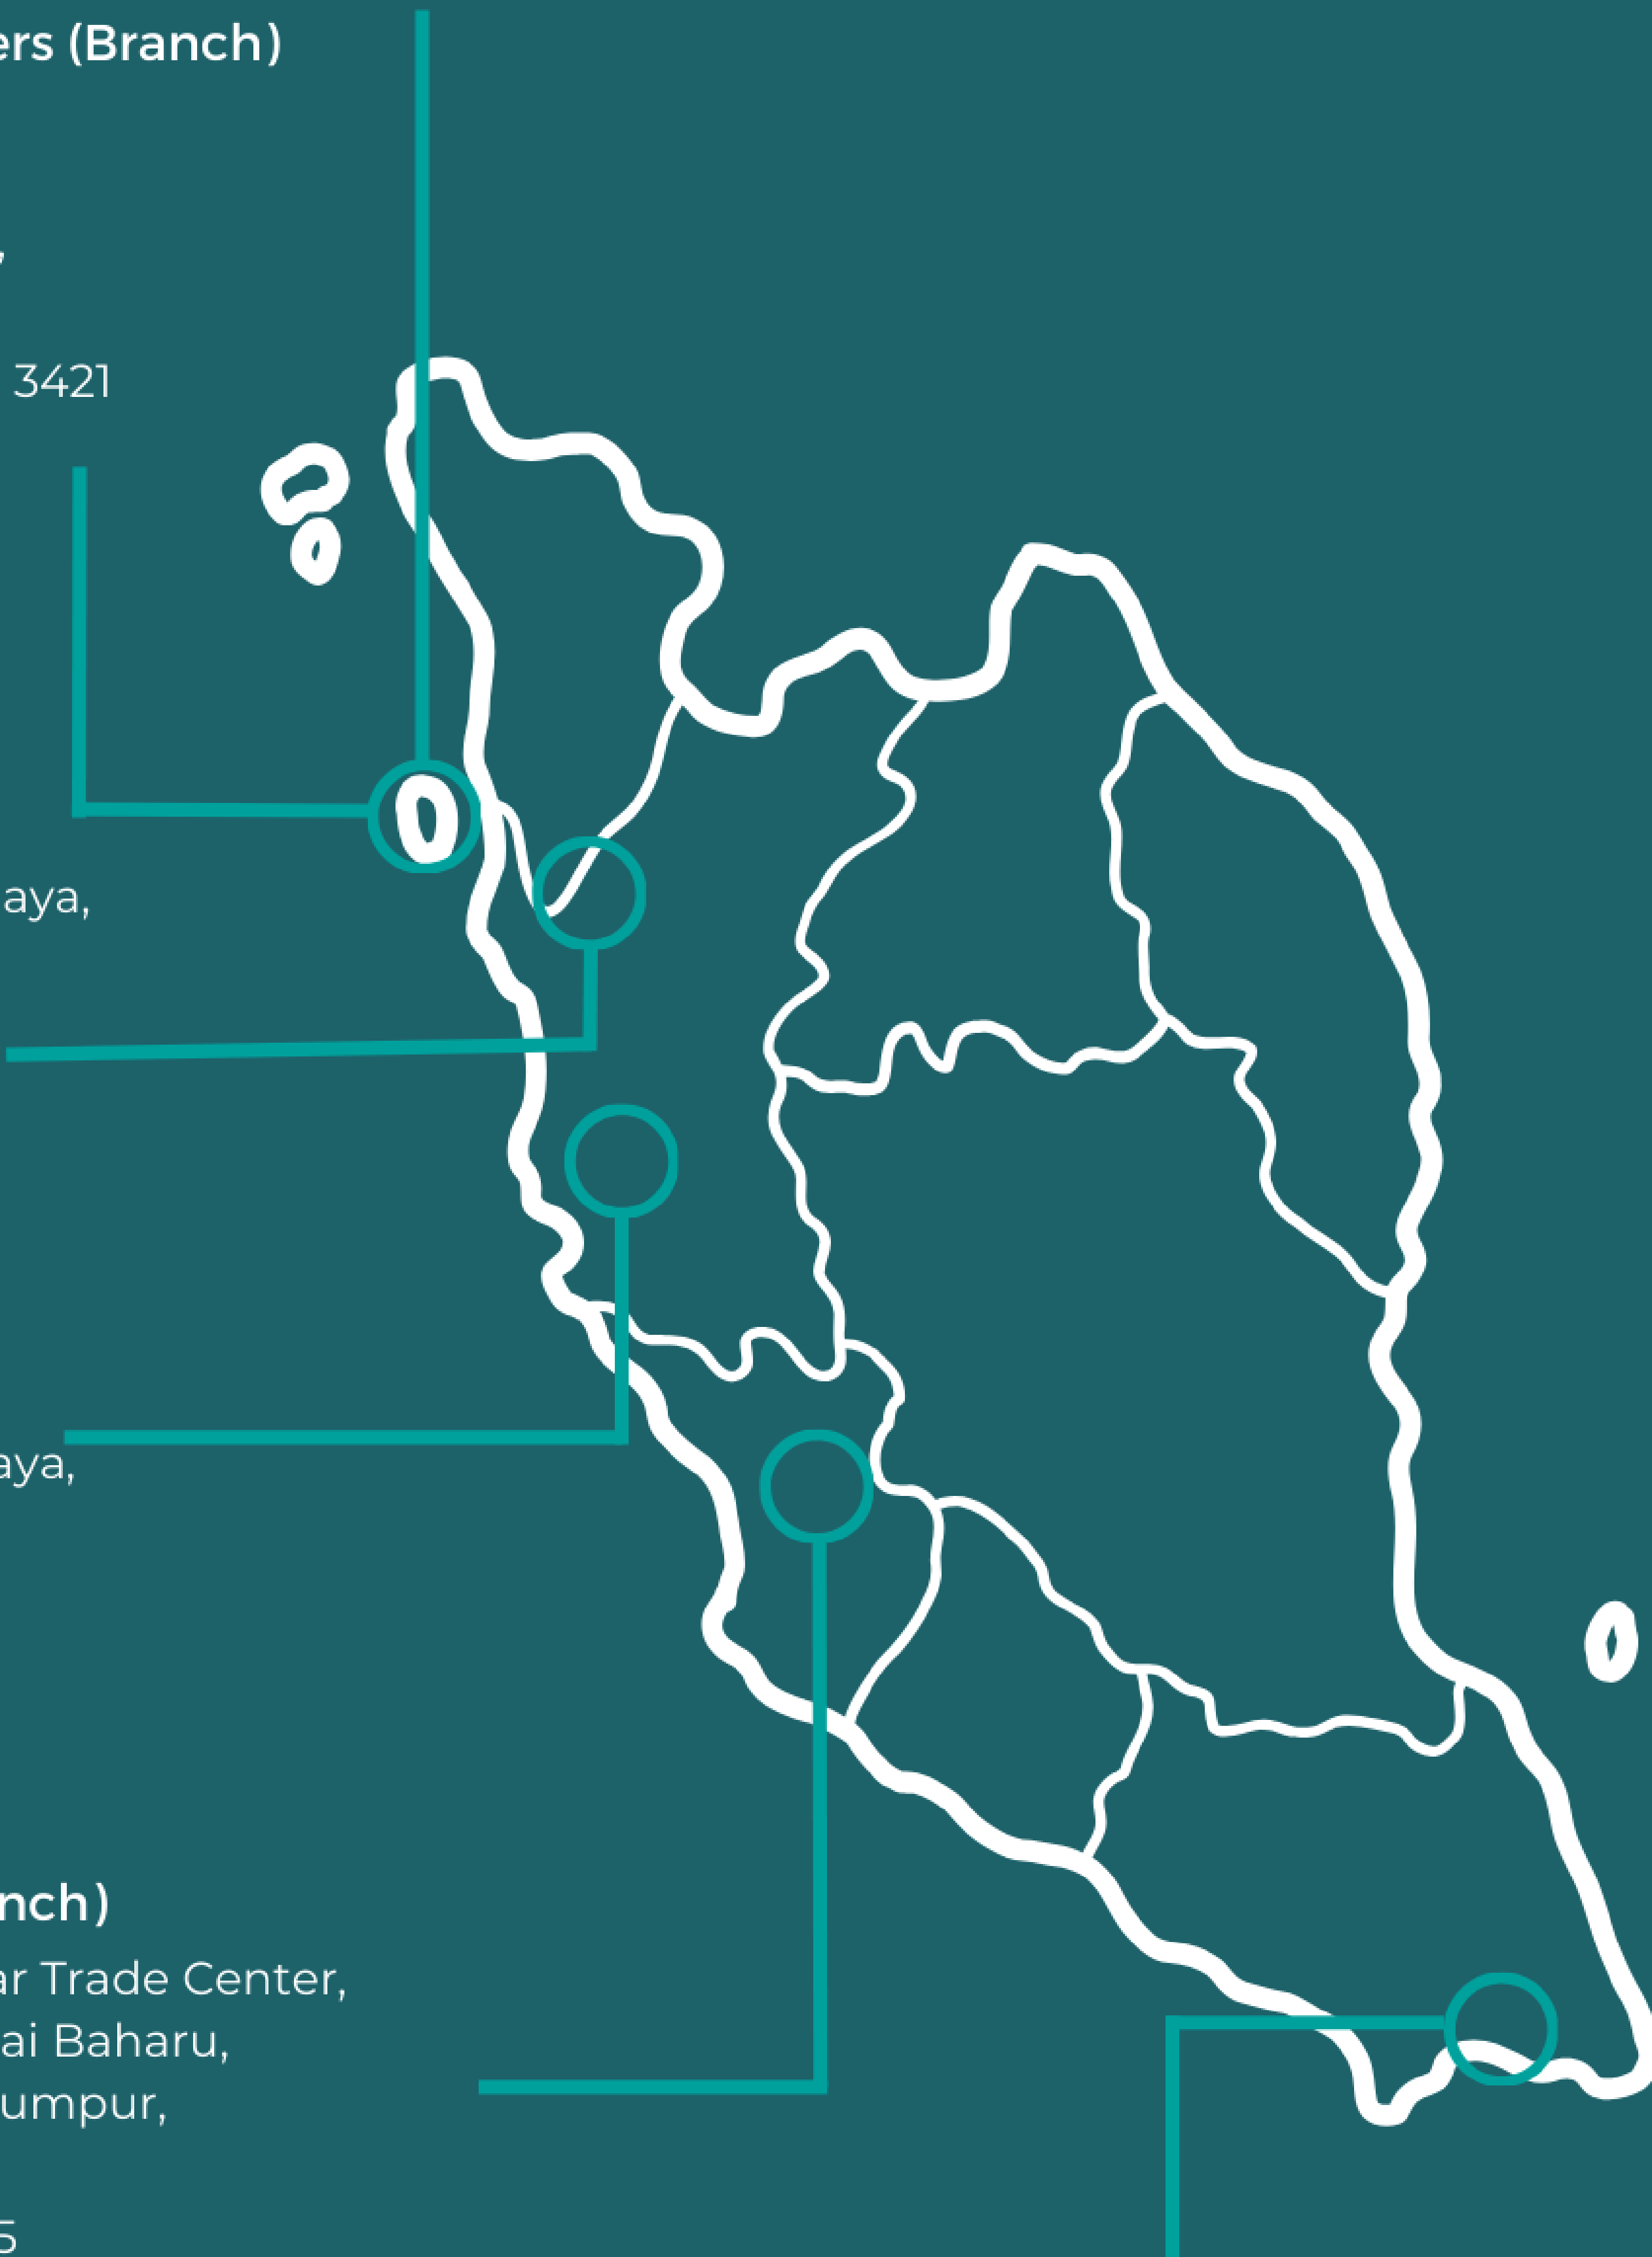 ers (Branch)
,
3421
aya,
aya,
nch)
ar Trade Center,
ai Baharu,
umpur,
5